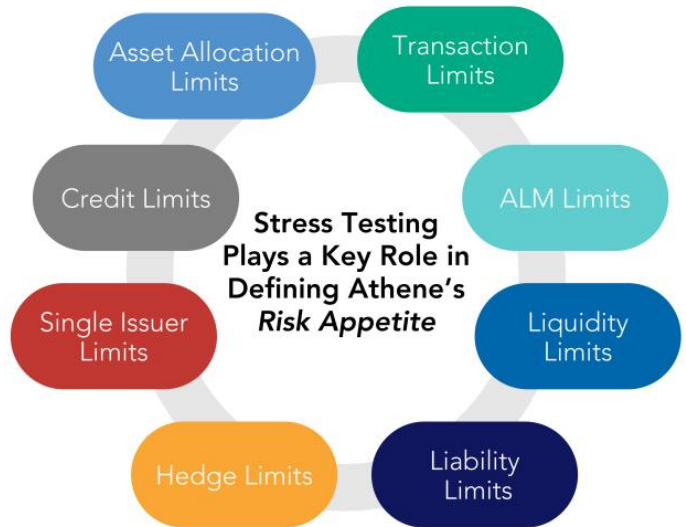 Asset Allocation
Limits
Transaction
Limits
Credit Limits
ALM Limits
Stress Testing
Plays a Key Role in
Defining Athene's
Risk Appetite
Single Issuer
Limits
Liquidity
Limits
Hedge Limits
Liability
Limits